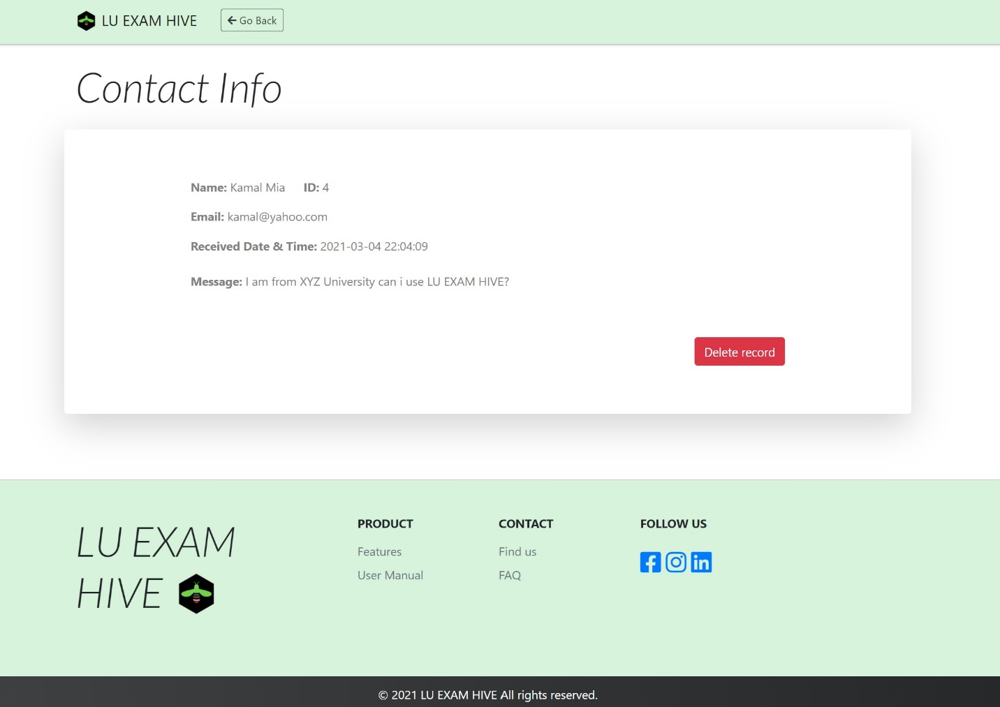 LU EXAM HIVE
Go Back
Contact Info
Name: Kamal Mia ID: 4
Email: kamal@yahoo.com
Received Date & Time: 2021-03-04 22:04:09
Message: I am from XYZ University can i use LU EXAM HIVE?
Delete record
LU EXAM
HIVE
PRODUCT
Features
User Manual
CONTACT
Find us
FAQ
FOLLOW US
© 2021 LU EXAM HIVE All rights reserved.